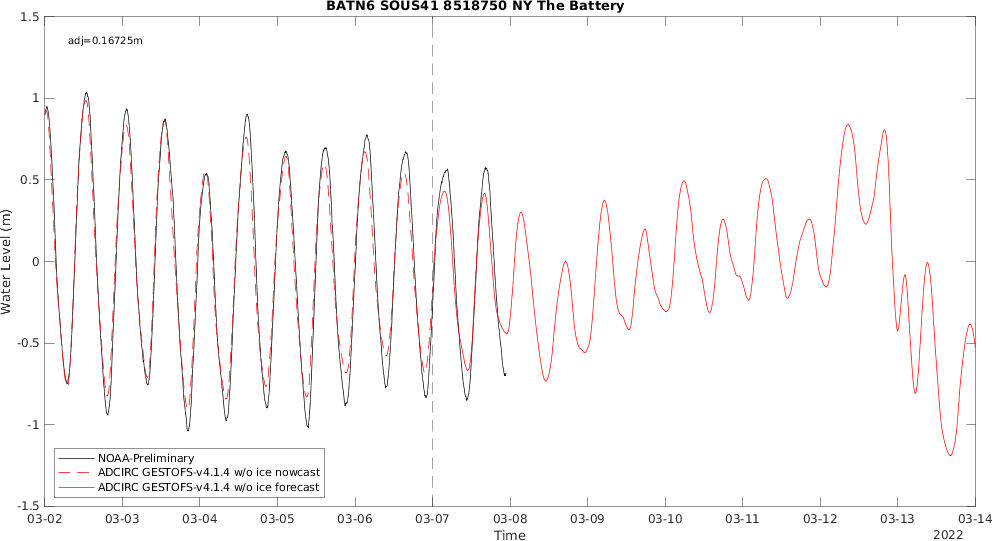 BATN6 SOUS41 8518750 NY The Battery
1.5
adj=0.16725m
1
0.5
0
-0.5
-1
-1.5
Water Level (m)
NOAA-Preliminary
ADCIRC GESTOFS-v4.1.4 w/o ice nowcast
ADCIRC GESTOFS-v4.1.4 w/o ice forecast
03-02 03-03 03-04 03-05 03-06 03-07 03-08 03-09 03-10 03-11 03-12 03-13 03-14
Time
2022